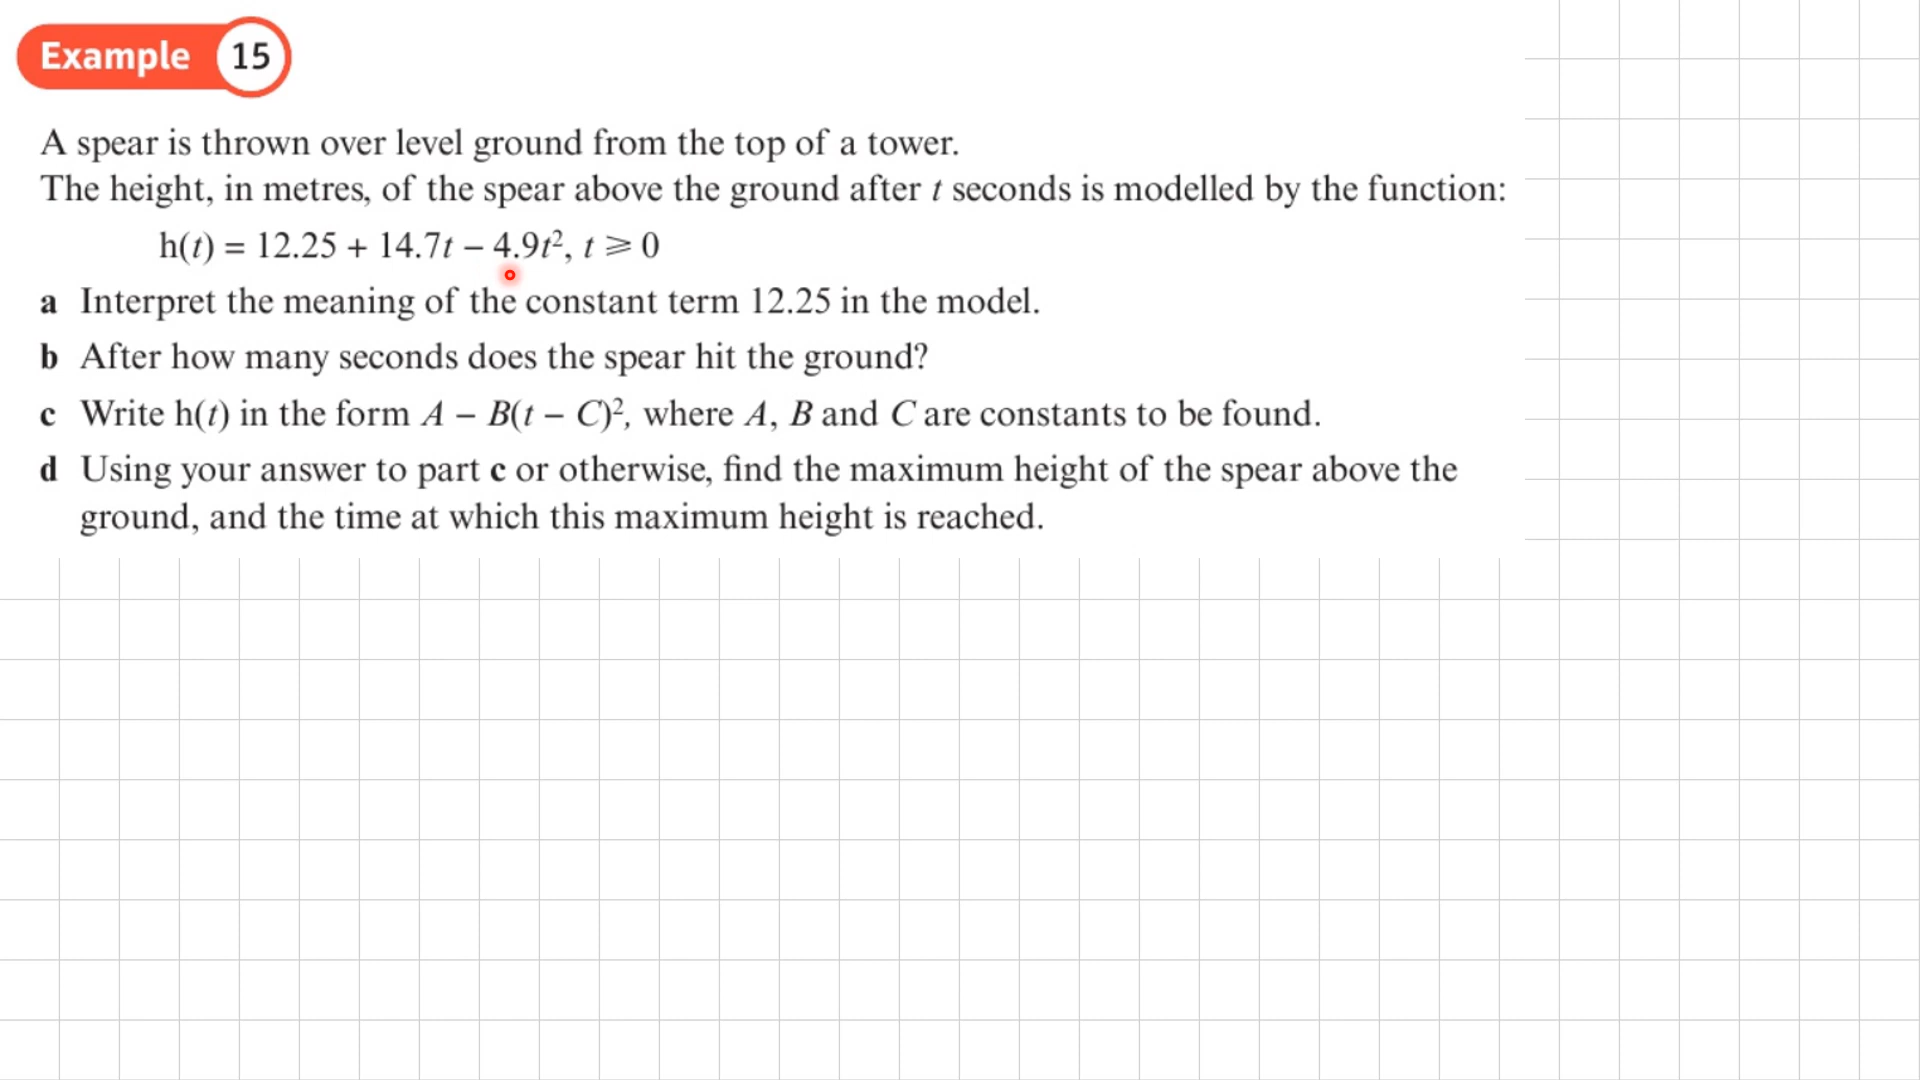 Example 15
A spear is thrown over level ground from the top of a tower.
The height, in metres, of the spear above the ground after t seconds is modelled by the function:
h(t) = 12.25 + 14.7t − 4.9t², t ⩾ 0
a Interpret the meaning of the constant term 12.25 in the model.
b After how many seconds does the spear hit the ground?
c Write h(t) in the form A − B(t − C)², where A, B and C are constants to be found.
d Using your answer to part c or otherwise, find the maximum height of the spear above the
ground, and the time at which this maximum height is reached.